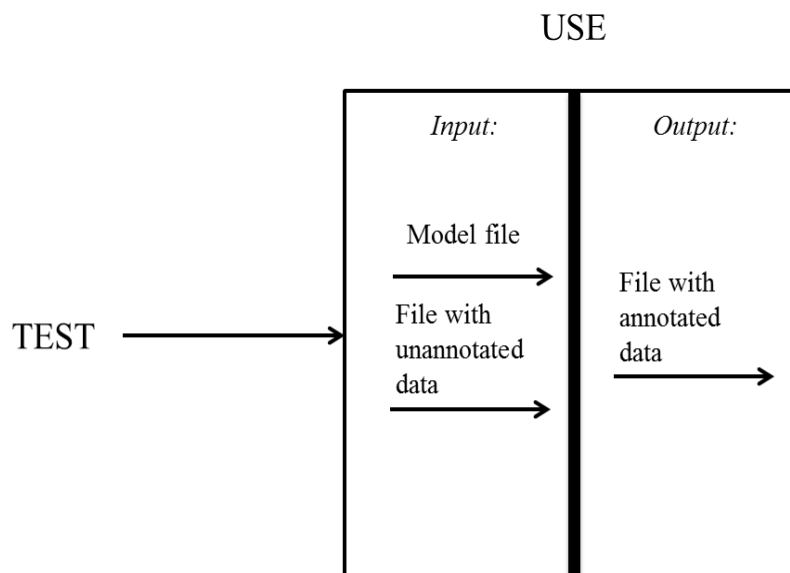 USE
Input:
Output:
Model file
File with
unannotated
data
File with
annotated
data
TEST